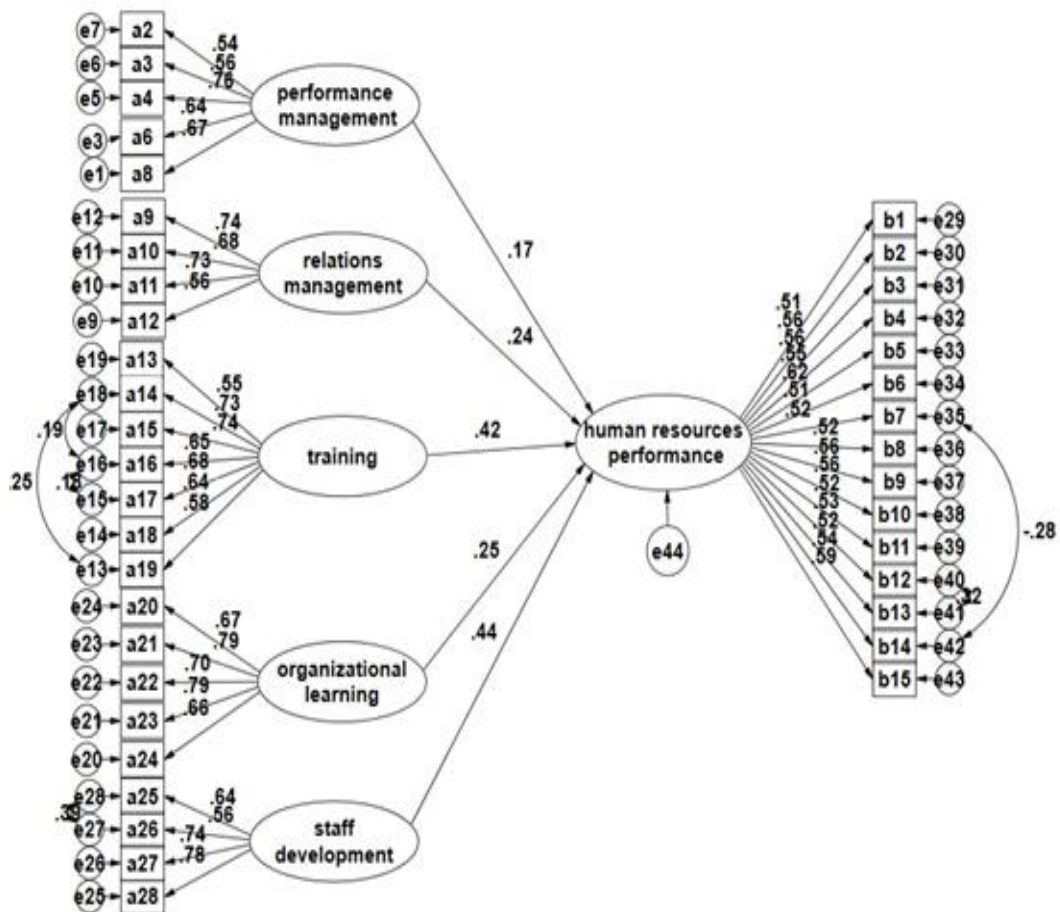 e7 a2
e6 a3
e5 a4
e3 a6
e1 a8
.54
.56
.76
.64
.67
performance
management
.17
e12 a9
e11 a10
e10 a11
e9 a12
.74
.68
.73
.56
relations
management
.24
e19 a13
e18 a14
e17 a15
e16 a16
e15 a17
e14 a18
e13 a19
.19
.25
.55
.73
.74
.65
.68
.64
.58
training
.42
e24 a20
e23 a21
e22 a22
e21 a23
e20 a24
.67
.79
.70
.79
.66
organizational
learning
.25
e28 a25
e27 a26
e26 a27
e25 a28
.64
.56
.74
.78
staff
development
.44
human resources
performance
e44
.51
.56
.56
.55
.62
.51
.52
.52
.56
.56
.52
.53
.52
.54
.59
b1 e29
b2 e30
b3 e31
b4 e32
b5 e33
b6 e34
b7 e35
b8 e36
b9 e37
b10 e38
b11 e39
b12 e40
b13 e41
b14 e42
b15 e43
-.28